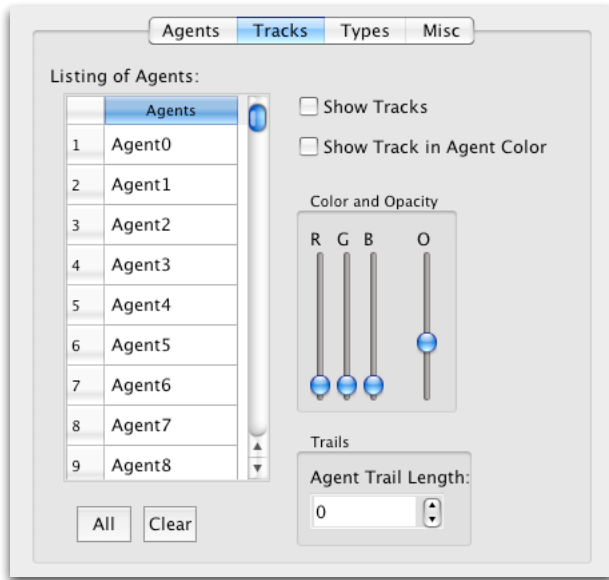 Agents Tracks Types Misc
Listing of Agents:
Agents
1 Agent0
2 Agent1
3 Agent2
4 Agent3
5 Agent4
6 Agent5
7 Agent6
8 Agent7
9 Agent8
All Clear
Show Tracks
Show Track in Agent Color
Color and Opacity
R G B O
Trails
Agent Trail Length:
0